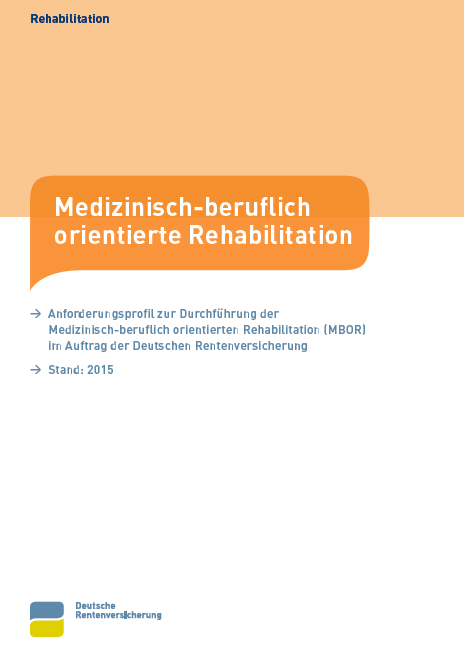 Rehabilitation
Medizinisch-beruflich
orientierte Rehabilitation
→ Anforderungsprofil zur Durchführung der
Medizinisch-beruflich orientierten Rehabilitation (MBOR)
im Auftrag der Deutschen Rentenversicherung
→ Stand: 2015
Deutsche
Rentenversicherung